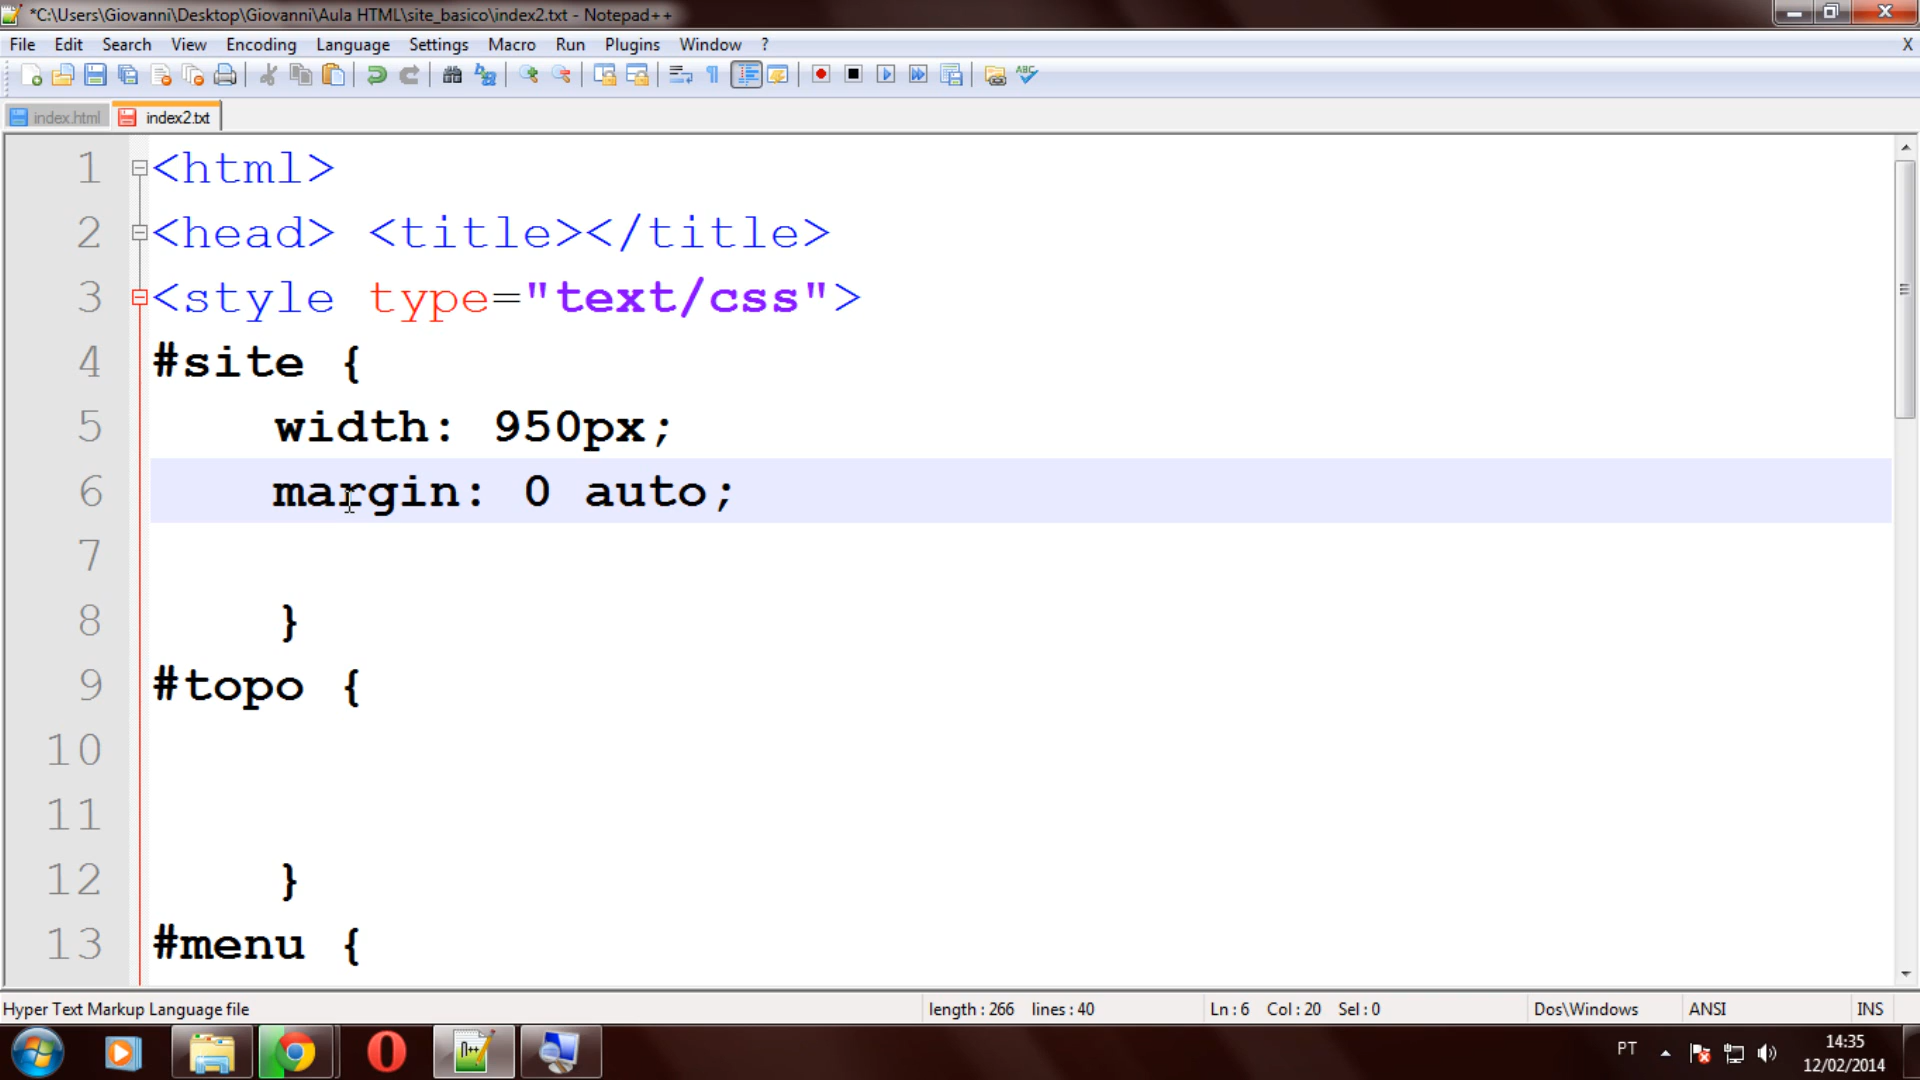 *C:\Users\Giovanni\Desktop\Giovanni\Aula HTML\site_basico\index2.txt - Notepad++
File Edit Search View Encoding Language Settings Macro Run Plugins Window ? X
index.html index2.txt
1 <html>
2 <head> <title></title>
3 <style type="text/css">
4 #site {
5 width: 950px;
6 margin: 0 auto;
7
8 }
9 #topo {
10
11
12 }
13 #menu {
Hyper Text Markup Language file length : 266 lines : 40 Ln : 6 Col : 20 Sel : 0 Dos\Windows ANSI INS
PT 14:35
12/02/2014